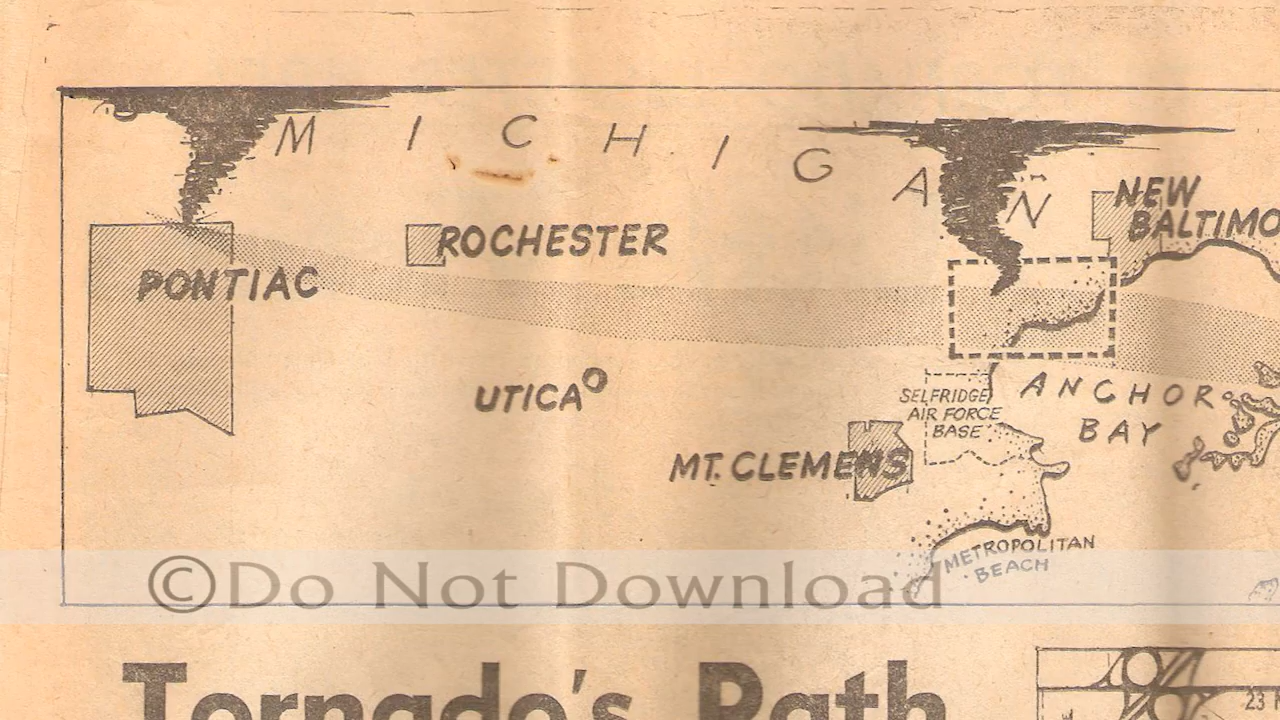 MICHIGAN
NEW
BALTIMO
ROCHESTER
PONTIAC
UTICA
SELFRIDGE
AIR FORCE
BASE
ANCHOR
BAY
MT. CLEMENS
METROPOLITAN
BEACH
©Do Not Download
Tornado's Path
23